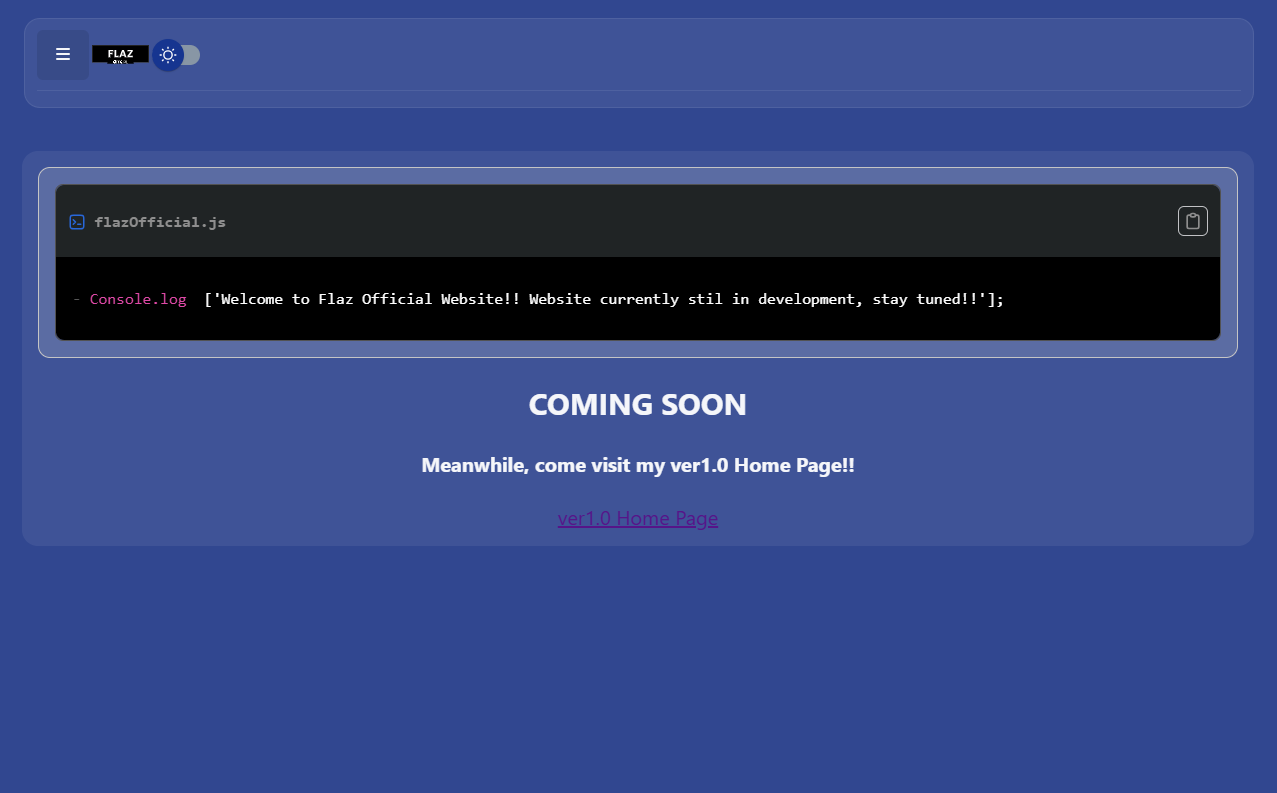 FLAZ
flazOfficial.js
- Console.log ['Welcome to Flaz Official Website!! Website currently stil in development, stay tuned!!'];
COMING SOON
Meanwhile, come visit my ver1.0 Home Page!!
ver1.0 Home Page